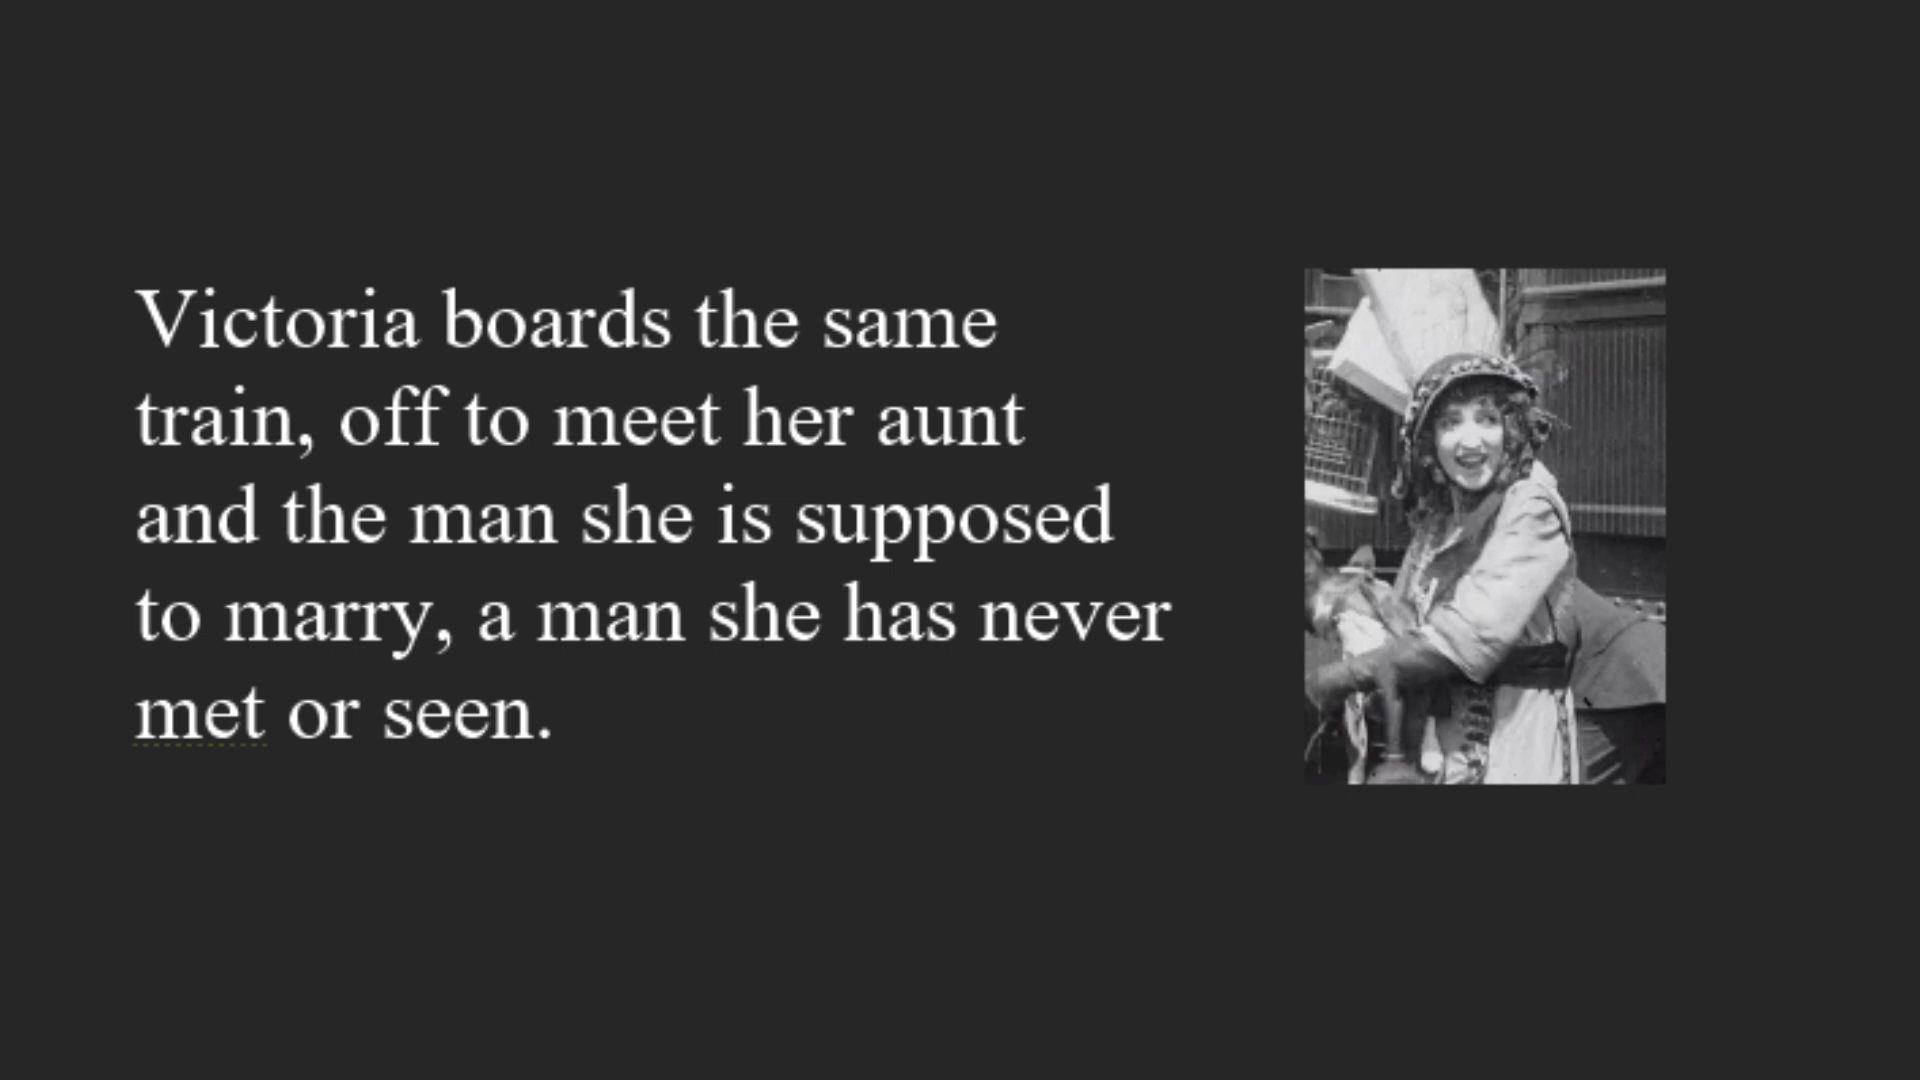 Victoria boards the same
train, off to meet her aunt
and the man she is supposed
to marry, a man she has never
met or seen.